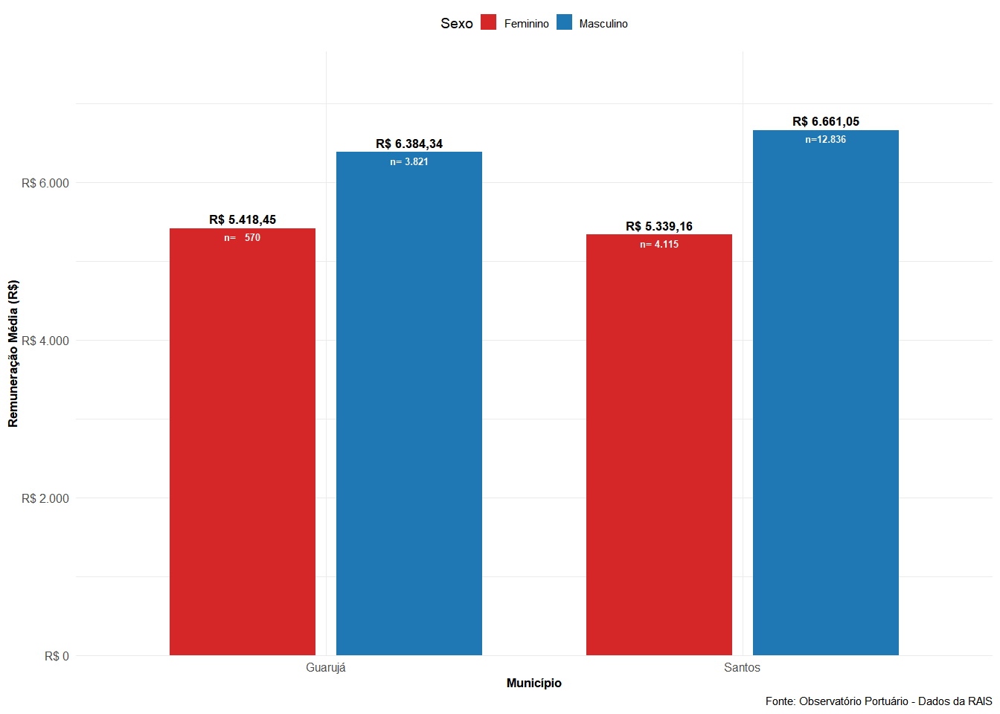 Sexo Feminino Masculino
R$ 6.661,05
n=12.836
R$ 6.384,34
n= 3.821
R$ 5.418,45
n= 570
R$ 5.339,16
n= 4.115
Remuneração Média (R$)
R$ 6.000
R$ 4.000
R$ 2.000
R$ 0
Guarujá Santos
Município
Fonte: Observatório Portuário - Dados da RAIS